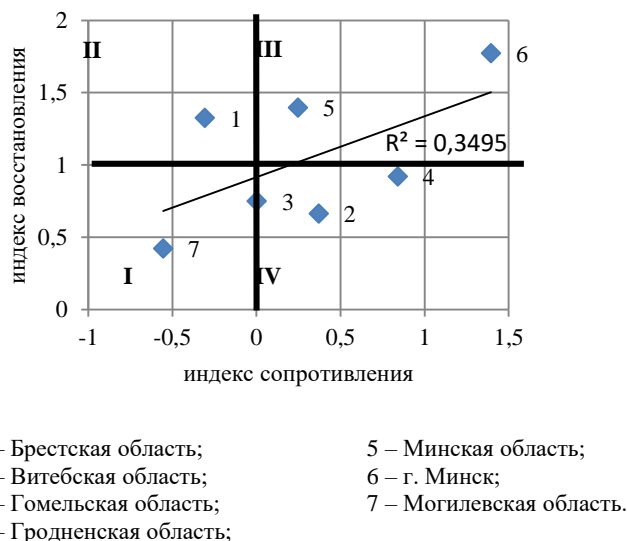 2
II
III
6
1,5
1
5
R² = 0,3495
1
4
3
2
0,5
7
I
IV
0
-1
-0,5
0
0,5
1
1,5
индекс восстановления
индекс сопротивления
– Брестская область;
– Витебская область;
– Гомельская область;
– Гродненская область;
5 – Минская область;
6 – г. Минск;
7 – Могилевская область.